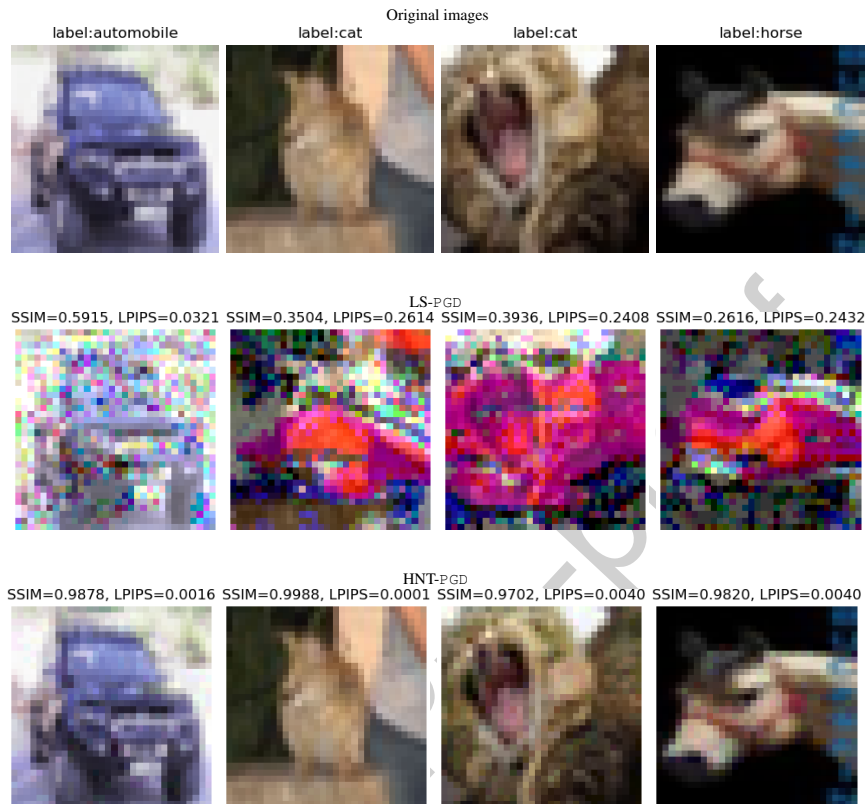 Original images
label:automobile label:cat label:cat label:horse
LS-PGD
SSIM=0.5915, LPIPS=0.0321 SSIM=0.3504, LPIPS=0.2614 SSIM=0.3936, LPIPS=0.2408 SSIM=0.2616, LPIPS=0.2432
HNT-PGD
SSIM=0.9878, LPIPS=0.0016 SSIM=0.9988, LPIPS=0.0001 SSIM=0.9702, LPIPS=0.0040 SSIM=0.9820, LPIPS=0.0040